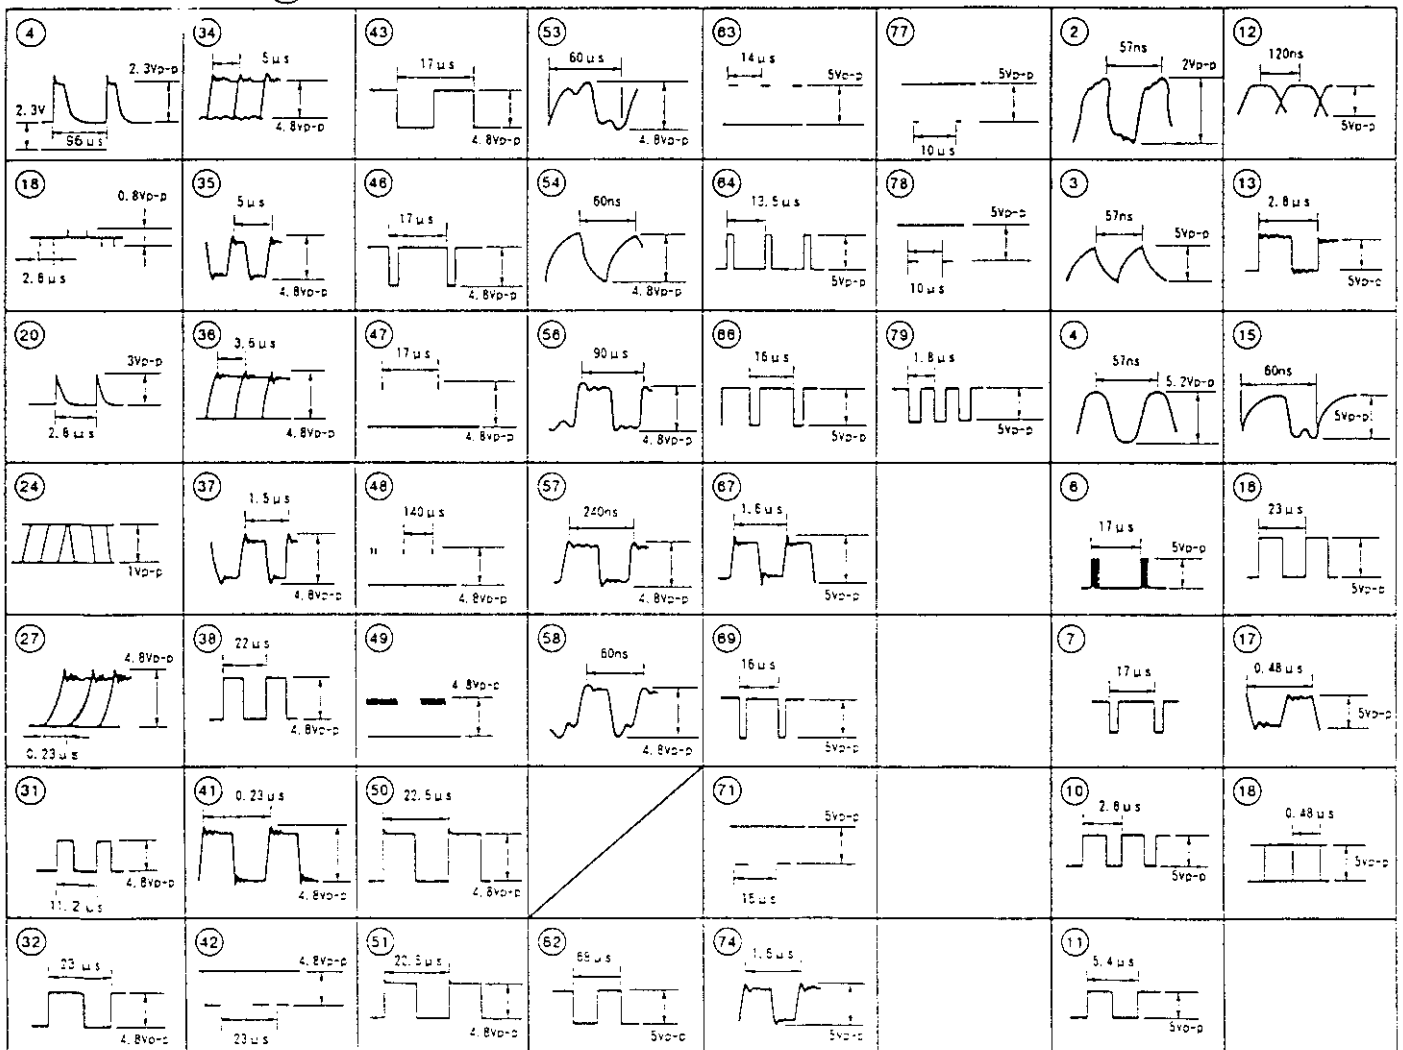 4 2.3Vp-p 2.3V 96µs
34 5µs 4.8Vp-p
43 17µs 4.8Vp-p
53 60µs 4.8Vp-p
63 14µs 5Vp-p
77 5Vp-p 10µs
2 57ns 2Vp-p
12 120ns 5Vp-p
18 0.8Vp-p 2.8µs
35 5µs 4.8Vp-p
46 17µs 4.8Vp-p
54 60ns 4.8Vp-p
64 13.5µs 5Vp-p
78 5Vp-p 10µs
3 57ns 5Vp-p
13 2.8µs 5Vp-p
20 3Vp-p 2.8µs
36 3.6µs 4.8Vp-p
47 17µs 4.8Vp-p
56 90µs 4.8Vp-p
66 16µs 5Vp-p
79 1.8µs 5Vp-p
4 57ns 5.2Vp-p
15 60ns 5Vp-p
24 1Vp-p
37 1.5µs 4.8Vp-p
48 140µs 4.8Vp-p
57 240ns 4.8Vp-p
67 1.6µs 5Vp-p
6 17µs 5Vp-p
16 23µs 5Vp-p
27 4.8Vp-p 0.23µs
38 22µs 4.8Vp-p
49 4.8Vp-p
58 60ns 4.8Vp-p
69 16µs 5Vp-p
7 17µs 5Vp-p
17 0.48µs 5Vp-p
31 4.8Vp-p 11.2µs
41 0.23µs 4.8Vp-p
50 22.5µs 4.8Vp-p
71 5Vp-p 15µs
10 2.8µs 5Vp-p
18 0.48µs 5Vp-p
32 23µs 4.8Vp-p
42 4.8Vp-p 23µs
51 22.5µs 4.8Vp-p
62 69µs 5Vp-p
74 1.6µs 5Vp-p
11 5.4µs 5Vp-p